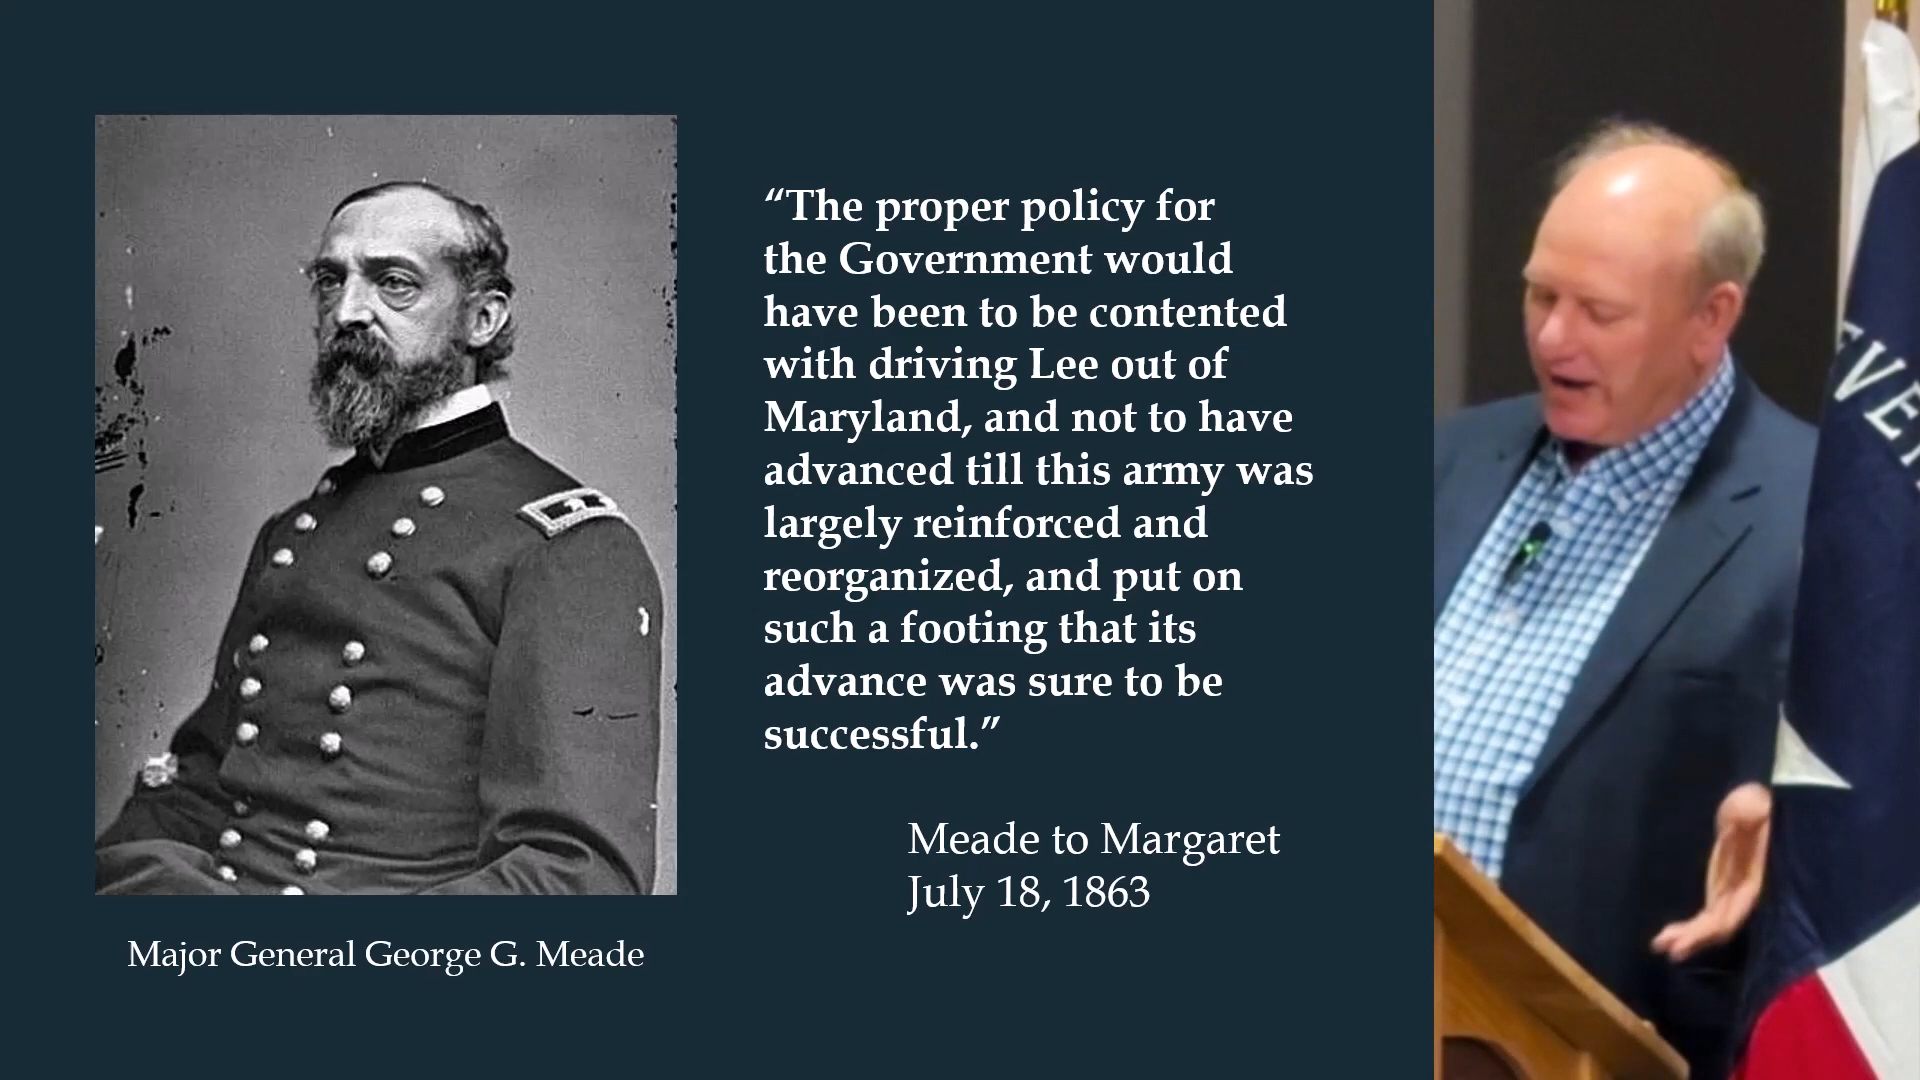 “The proper policy for
the Government would
have been to be contented
with driving Lee out of
Maryland, and not to have
advanced till this army was
largely reinforced and
reorganized, and put on
such a footing that its
advance was sure to be
successful.”
Meade to Margaret
July 18, 1863
Major General George G. Meade